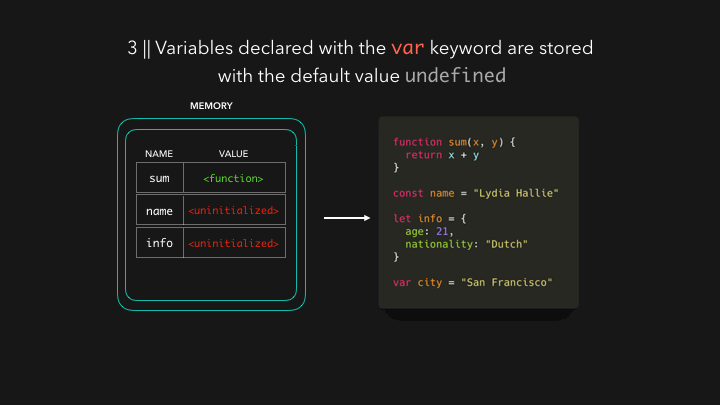 3 || Variables declared with the var keyword are stored
with the default value undefined
MEMORY
NAME VALUE
sum <function>
name <uninitialized>
info <uninitialized>
function sum(x, y) {
  return x + y
}
const name = "Lydia Hallie"
let info = {
  age: 21,
  nationality: "Dutch"
}
var city = "San Francisco"